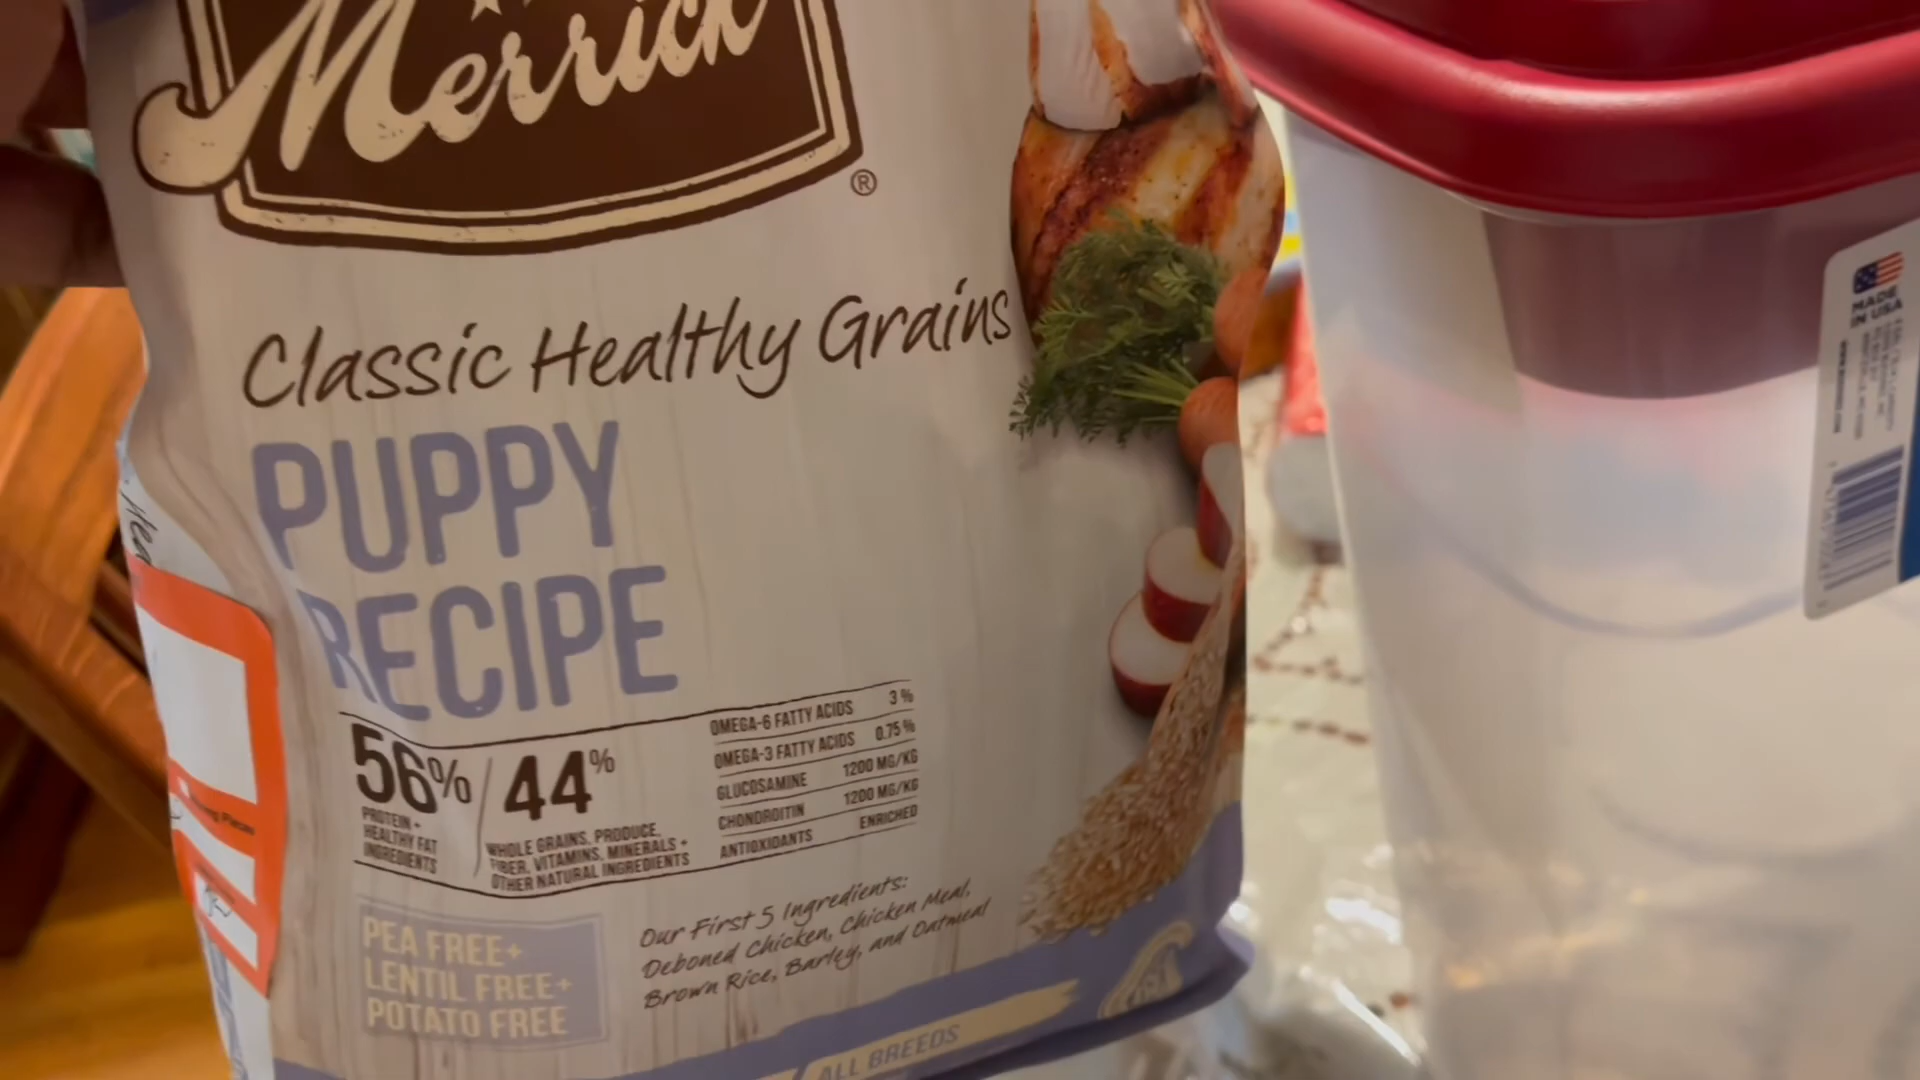 Merrick
®
Classic Healthy Grains
PUPPY
RECIPE
56%
PROTEIN +
HEALTHY FAT
INGREDIENTS
44%
WHOLE GRAINS, PRODUCE,
FIBER, VITAMINS, MINERALS +
OTHER NATURAL INGREDIENTS
OMEGA-6 FATTY ACIDS 3%
OMEGA-3 FATTY ACIDS 0.75%
GLUCOSAMINE 1200 MG/KG
CHONDROITIN 1200 MG/KG
ANTIOXIDANTS ENRICHED
PEA FREE+
LENTIL FREE+
POTATO FREE
Our First 5 Ingredients:
Deboned Chicken, Chicken Meal,
Brown Rice, Barley, and Oatmeal
ALL BREEDS
Hea
MADE
IN USA